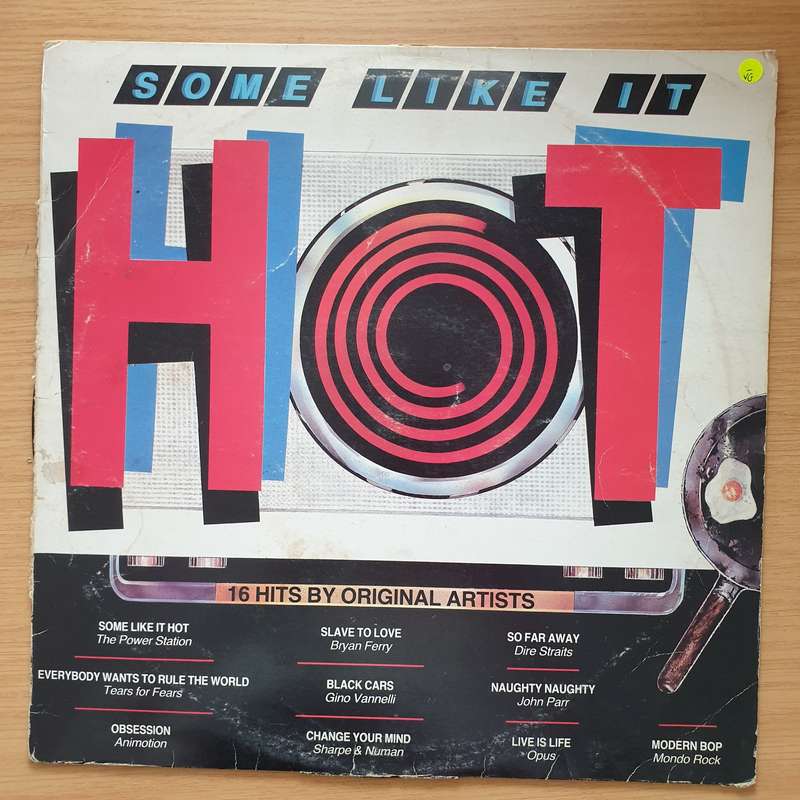 SOME LIKE IT
HOT
VG
16 HITS BY ORIGINAL ARTISTS
SOME LIKE IT HOT
The Power Station
EVERYBODY WANTS TO RULE THE WORLD
Tears for Fears
OBSESSION
Animotion
SLAVE TO LOVE
Bryan Ferry
BLACK CARS
Gino Vannelli
CHANGE YOUR MIND
Sharpe & Numan
SO FAR AWAY
Dire Straits
NAUGHTY NAUGHTY
John Parr
LIVE IS LIFE
Opus
MODERN BOP
Mondo Rock